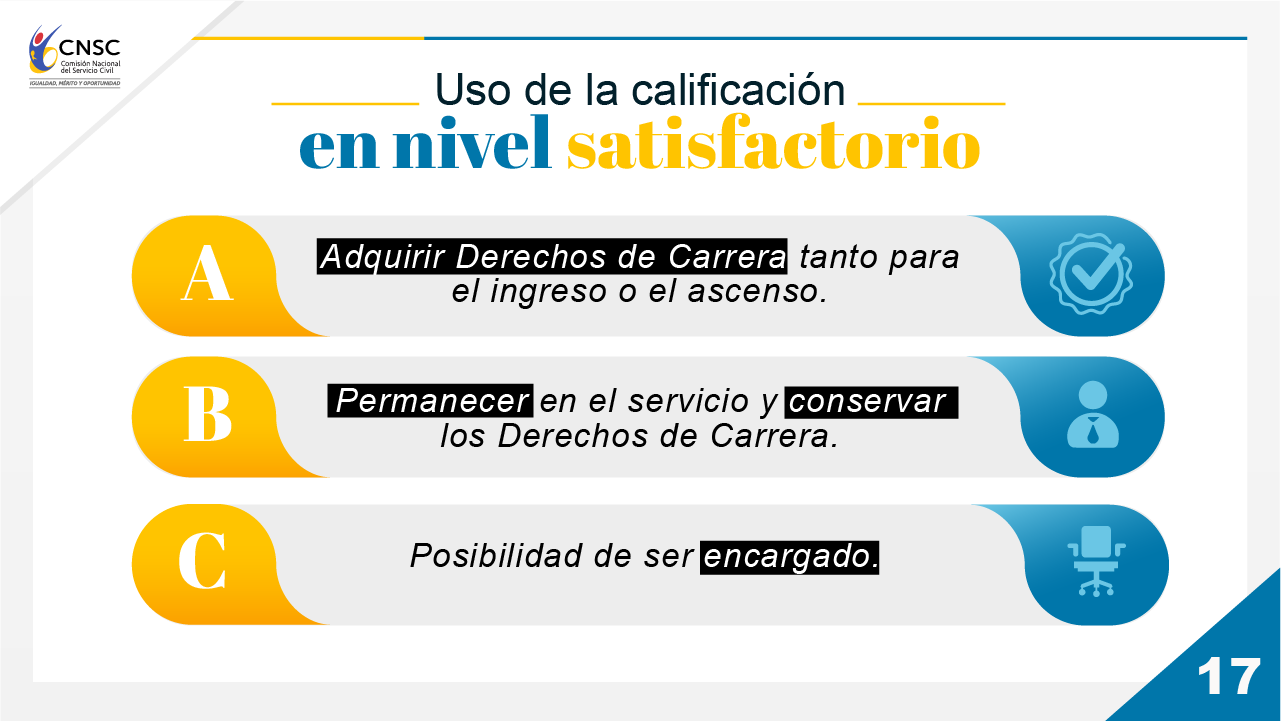 CNSC
Comisión Nacional
del Servicio Civil
IGUALDAD, MÉRITO Y OPORTUNIDAD
Uso de la calificación
en nivel satisfactorio
A
Adquirir Derechos de Carrera tanto para
el ingreso o el ascenso.
B
Permanecer en el servicio y conservar
los Derechos de Carrera.
C
Posibilidad de ser encargado.
17